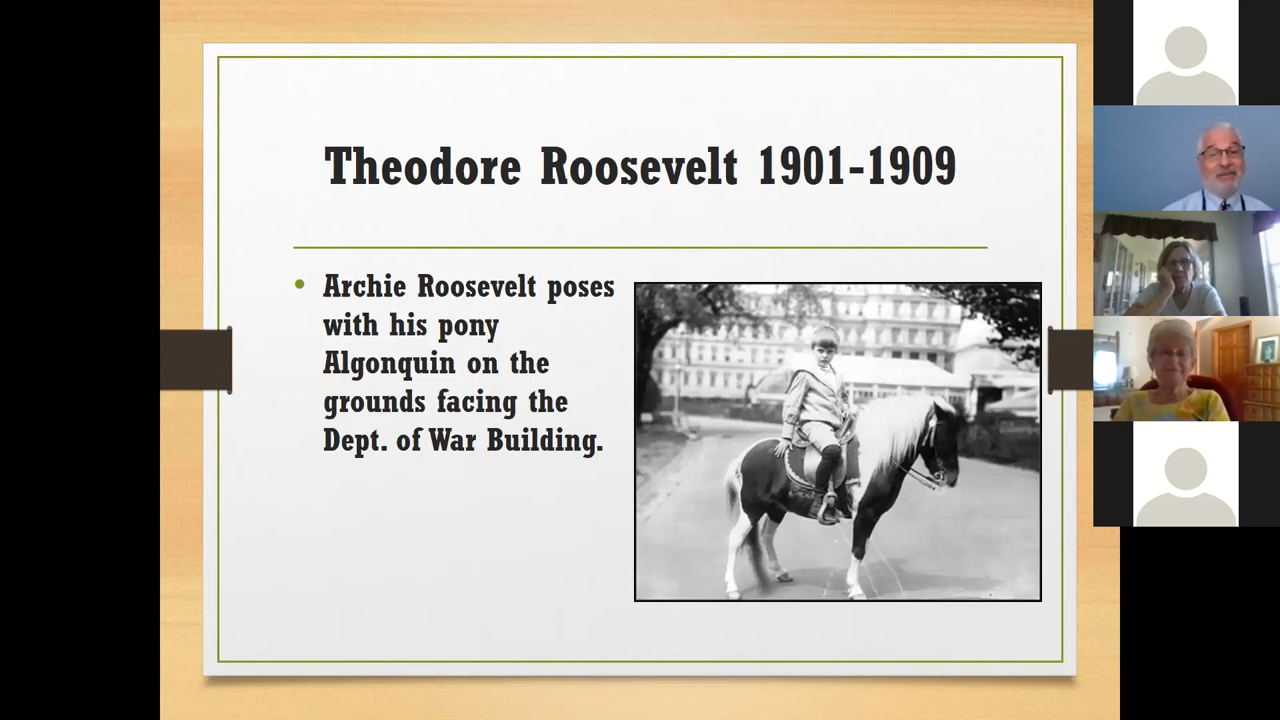 Theodore Roosevelt 1901-1909
Archie Roosevelt poses
with his pony
Algonquin on the
grounds facing the
Dept. of War Building.